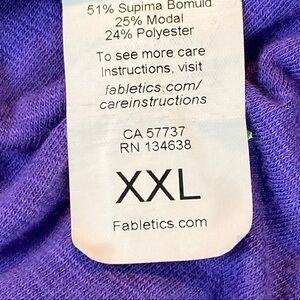 51% Supima Bomuld
25% Modal
24% Polyester
To see more care
Instructions, visit
fabletics.com/
careinstructions
CA 57737
RN 134638
XXL
Fabletics.com